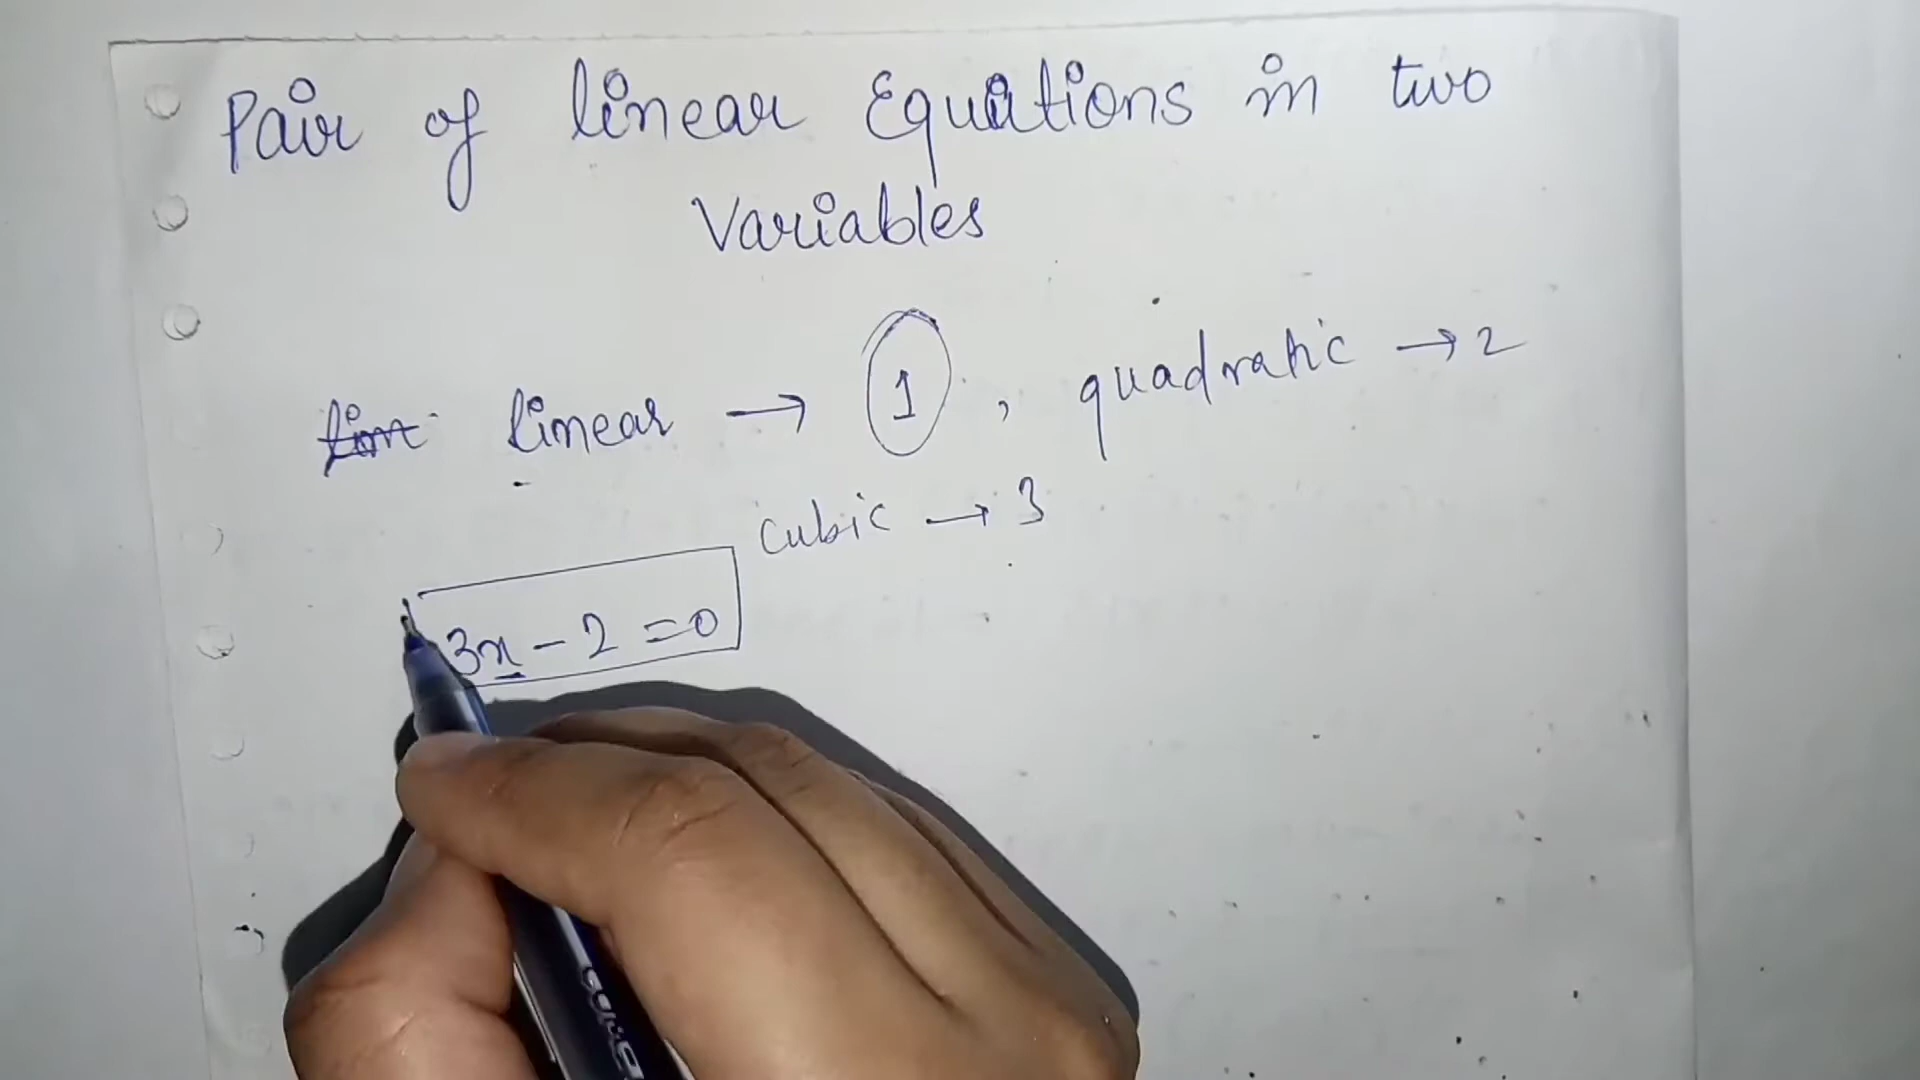 Pair of linear Equations in two
Variables
linear → 1 , quadratic → 2
cubic → 3
3x - 2 = 0